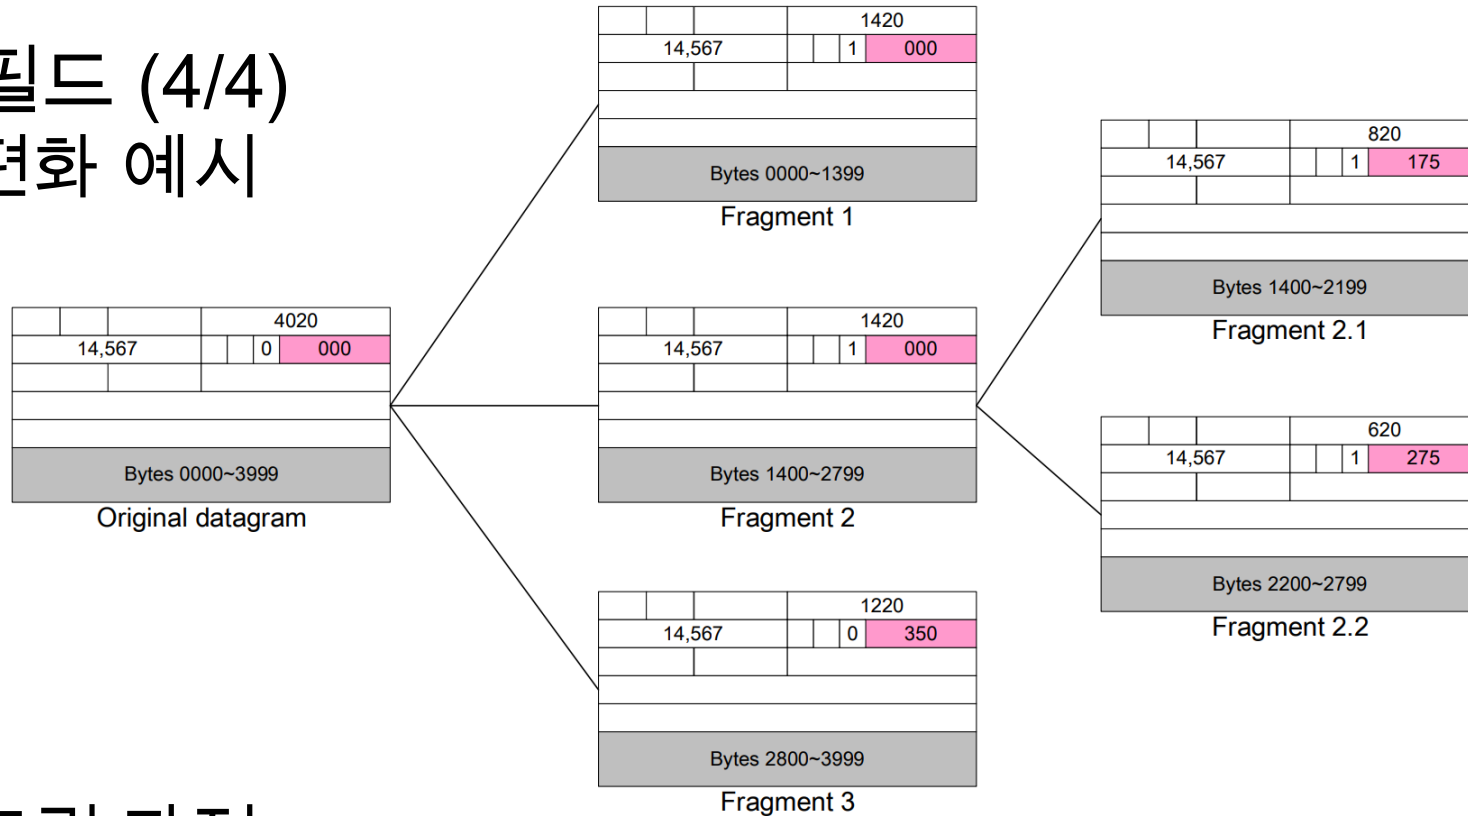 필드 (4/4)
편화 예시
4020
14,567 0 000
Bytes 0000~3999
Original datagram
1420
14,567 1 000
Bytes 0000~1399
Fragment 1
1420
14,567 1 000
Bytes 1400~2799
Fragment 2
1220
14,567 0 350
Bytes 2800~3999
Fragment 3
820
14,567 1 175
Bytes 1400~2199
Fragment 2.1
620
14,567 1 275
Bytes 2200~2799
Fragment 2.2